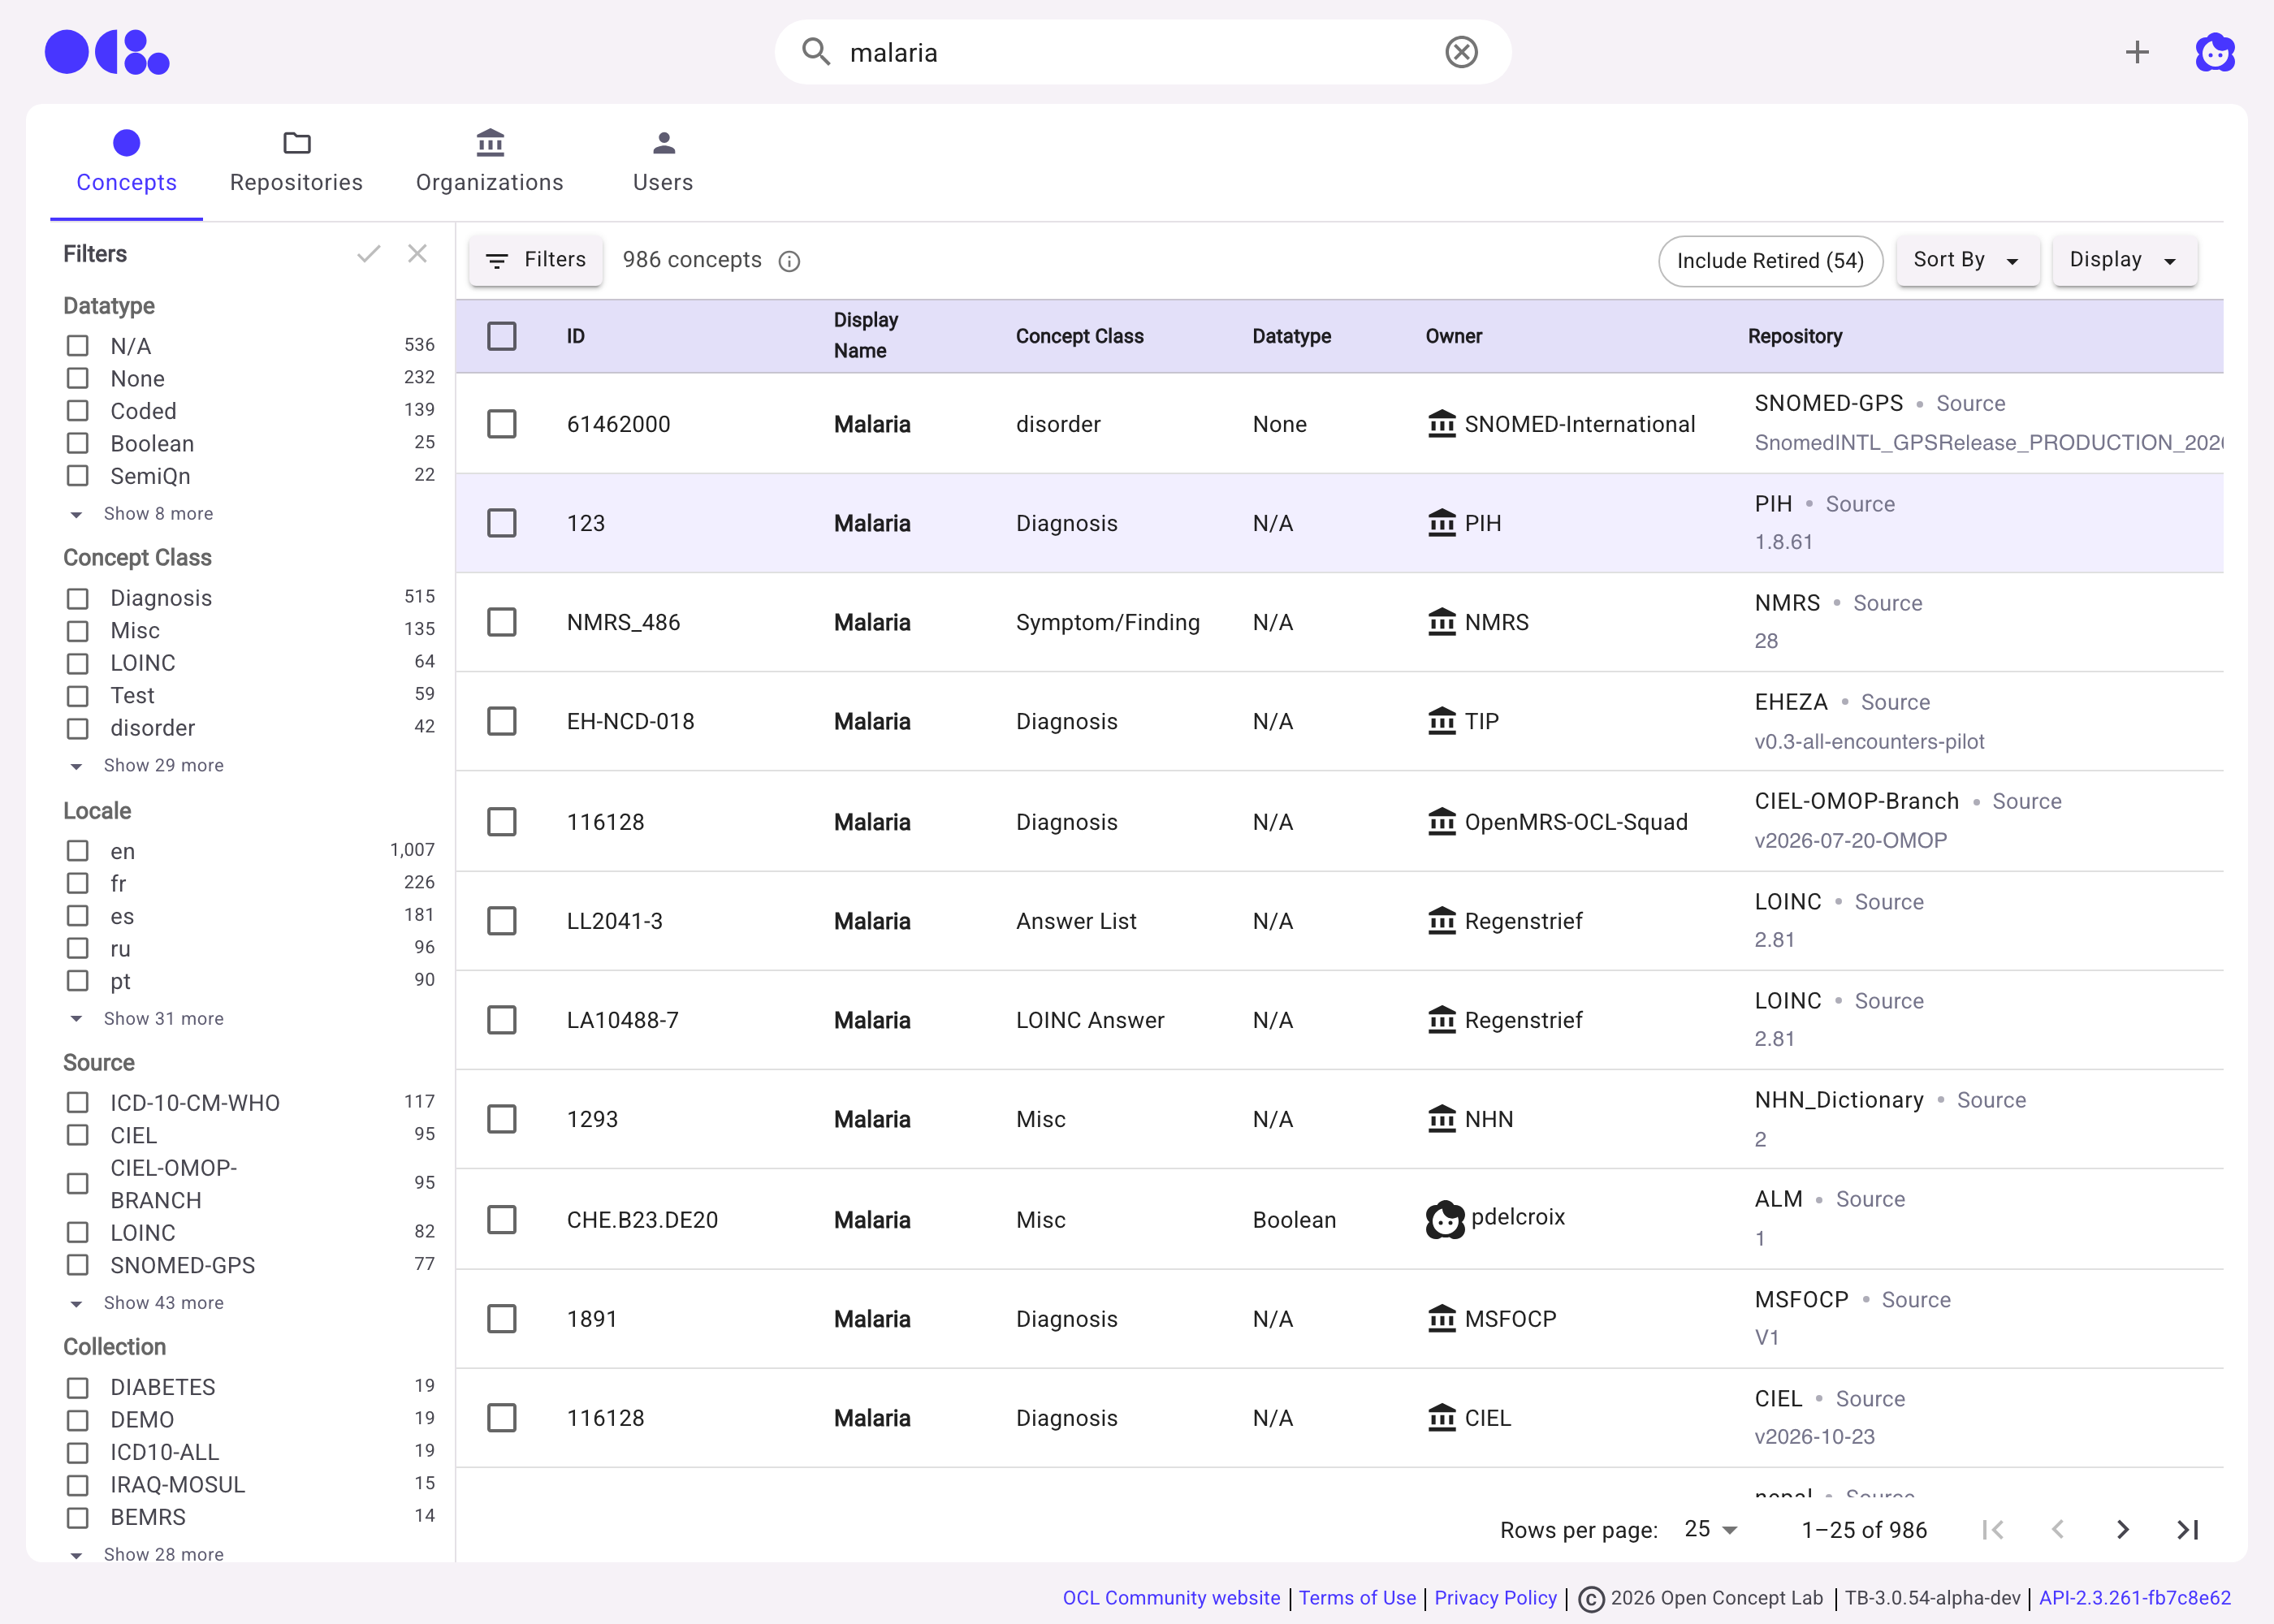 malaria
Concepts
Repositories
Organizations
Users
Filters
Datatype
N/A 536
None 232
Coded 139
Boolean 25
SemiQn 22
Show 8 more
Concept Class
Diagnosis 515
Misc 135
LOINC 64
Test 59
disorder 42
Show 29 more
Locale
en 1,007
fr 226
es 181
ru 96
pt 90
Show 31 more
Source
ICD-10-CM-WHO 117
CIEL 95
CIEL-OMOP-
BRANCH 95
LOINC 82
SNOMED-GPS 77
Show 43 more
Collection
DIABETES 19
DEMO 19
ICD10-ALL 19
IRAQ-MOSUL 15
BEMRS 14
Show 28 more
Filters 986 concepts Include Retired (54) Sort By Display
ID Display Name Concept Class Datatype Owner Repository
61462000 Malaria disorder None SNOMED-International SNOMED-GPS • Source
SnomedINTL_GPSRelease_PRODUCTION_202
123 Malaria Diagnosis N/A PIH PIH • Source
1.8.61
NMRS_486 Malaria Symptom/Finding N/A NMRS NMRS • Source
28
EH-NCD-018 Malaria Diagnosis N/A TIP EHEZA • Source
v0.3-all-encounters-pilot
116128 Malaria Diagnosis N/A OpenMRS-OCL-Squad CIEL-OMOP-Branch • Source
v2026-07-20-OMOP
LL2041-3 Malaria Answer List N/A Regenstrief LOINC • Source
2.81
LA10488-7 Malaria LOINC Answer N/A Regenstrief LOINC • Source
2.81
1293 Malaria Misc N/A NHN NHN_Dictionary • Source
2
CHE.B23.DE20 Malaria Misc Boolean pdelcroix ALM • Source
1
1891 Malaria Diagnosis N/A MSFOCP MSFOCP • Source
V1
116128 Malaria Diagnosis N/A CIEL CIEL • Source
v2026-10-23
nepal • Source
Rows per page: 25 1–25 of 986
OCL Community website | Terms of Use | Privacy Policy | © 2026 Open Concept Lab | TB-3.0.54-alpha-dev | API-2.3.261-fb7c8e62